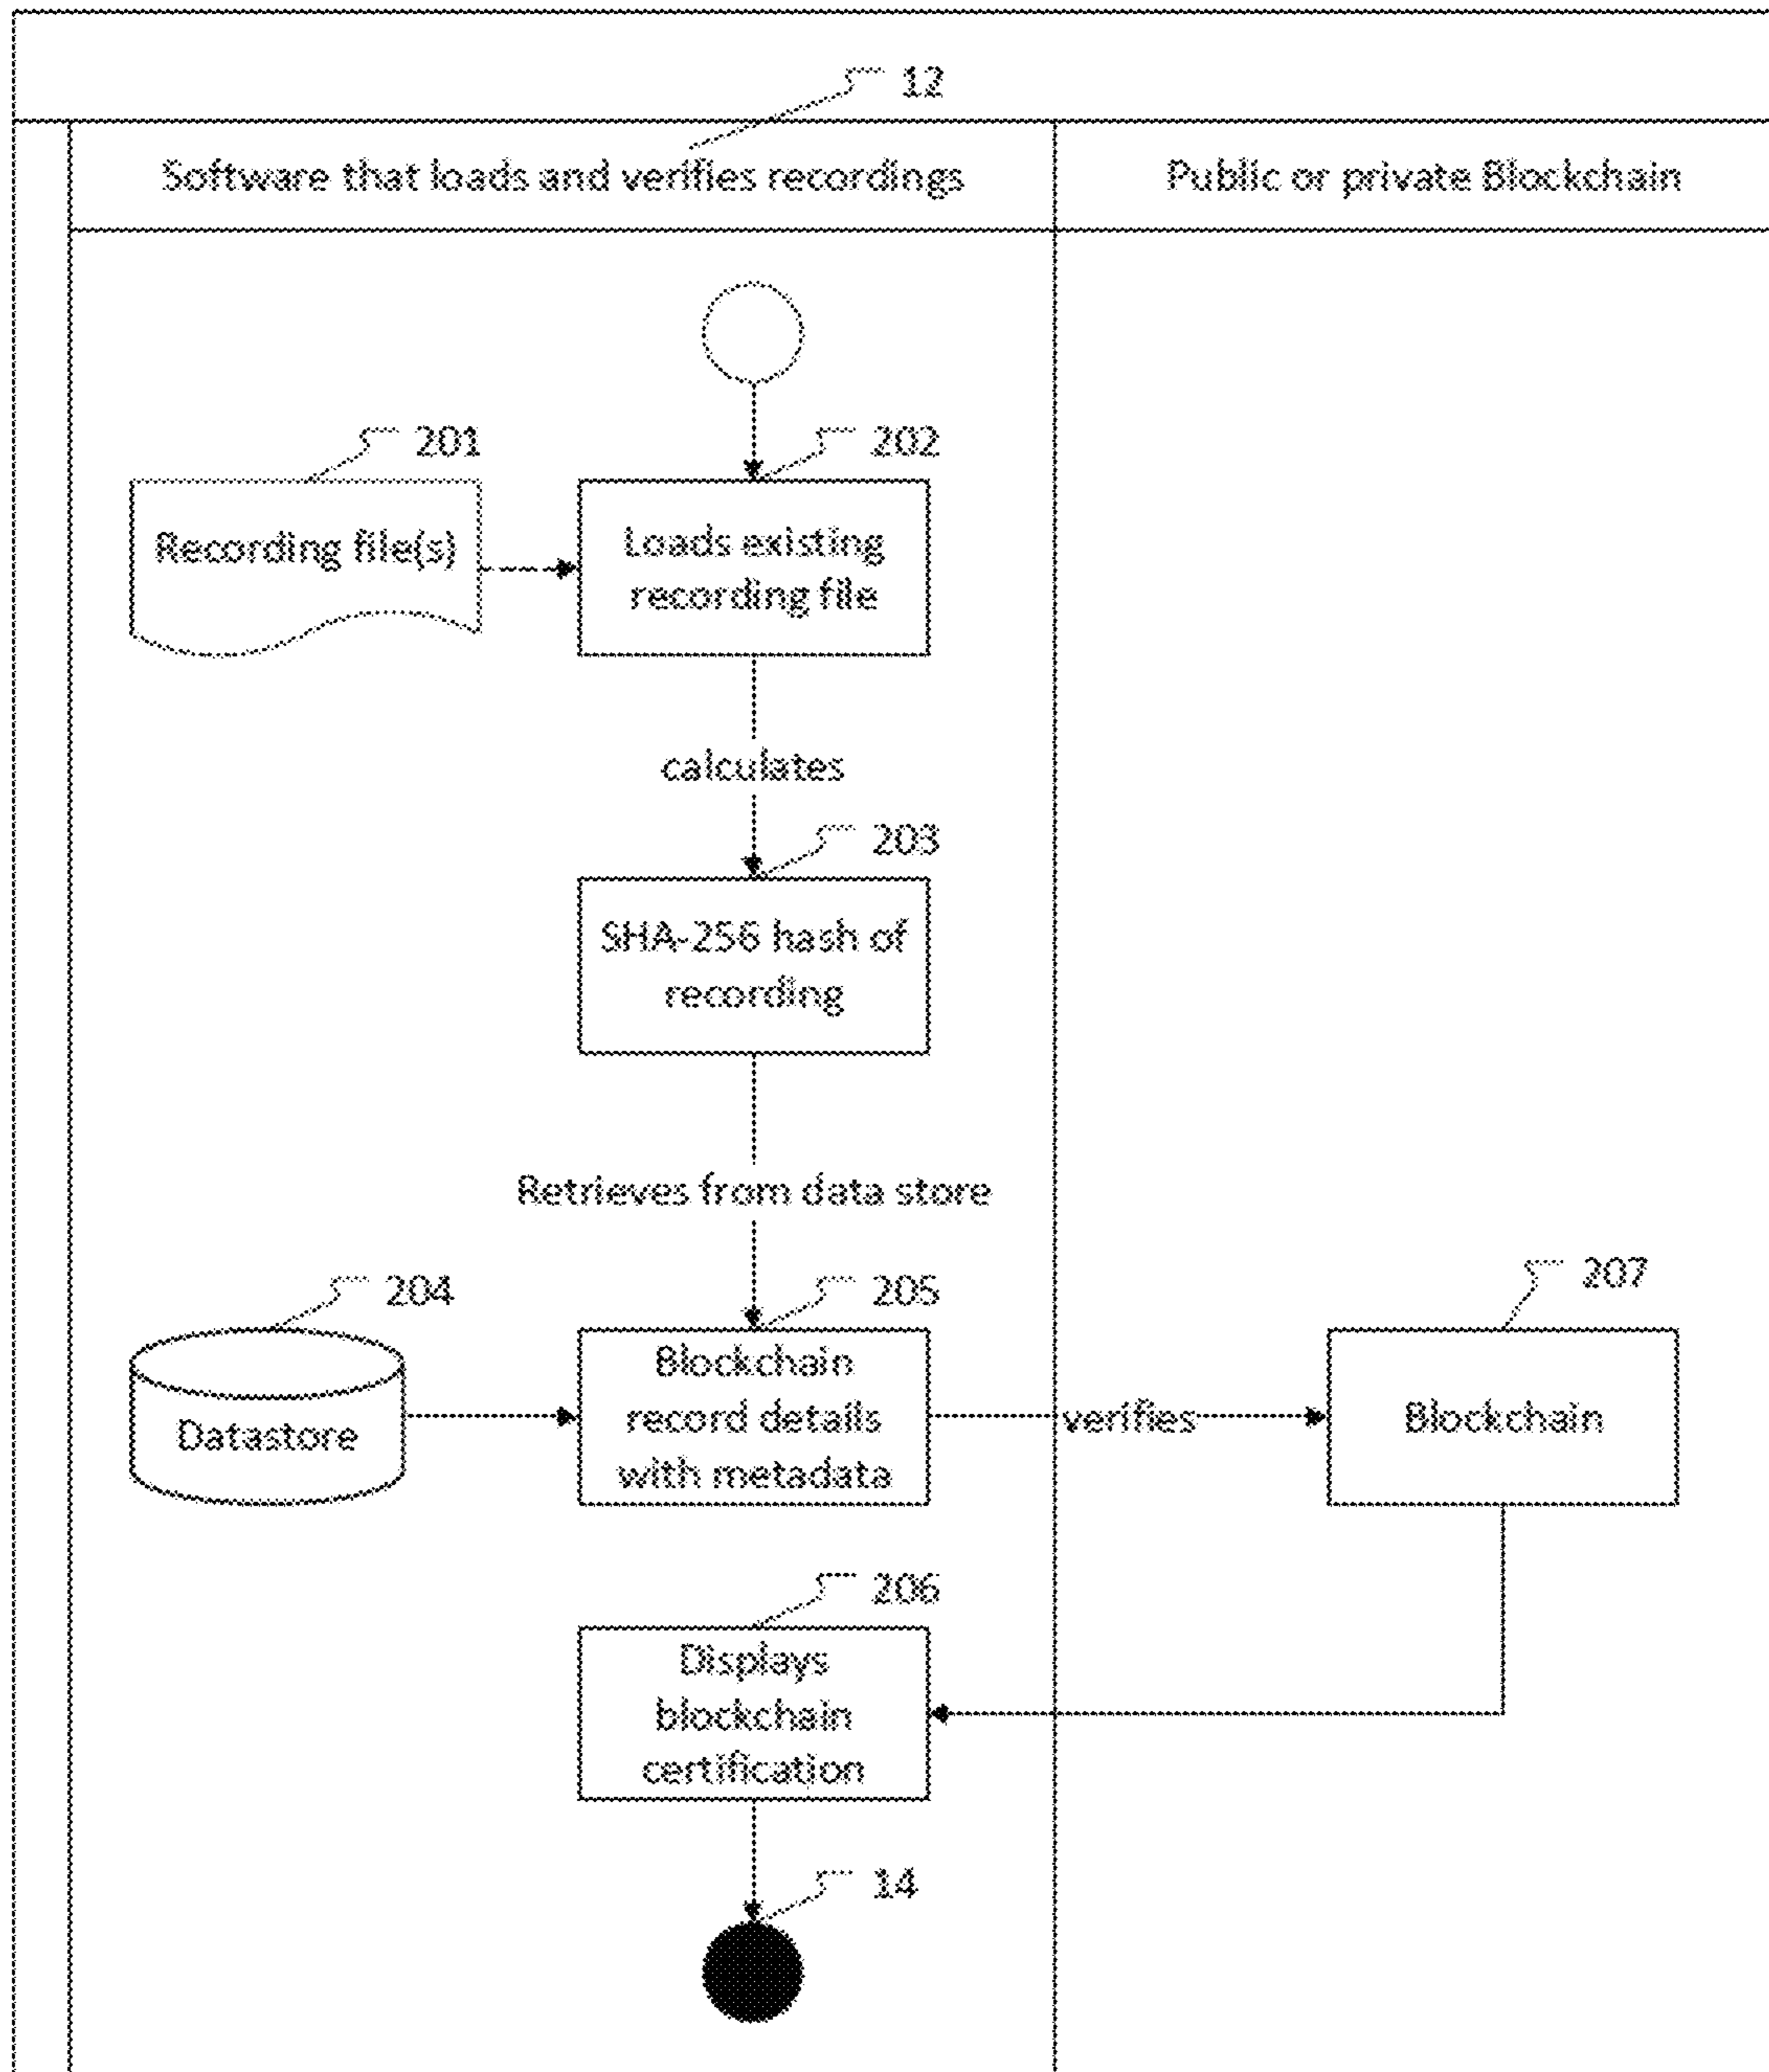 12
Software that loads and verifies recordings
Public or private Blockchain
201
202
Recording file(s)
Loads existing
recording file
calculates
203
SHA-256 hash of
recording
Retrieves from data store
204
205
207
Datastore
Blockchain
record details
with metadata
verifies
Blockchain
206
Displays
blockchain
certification
14